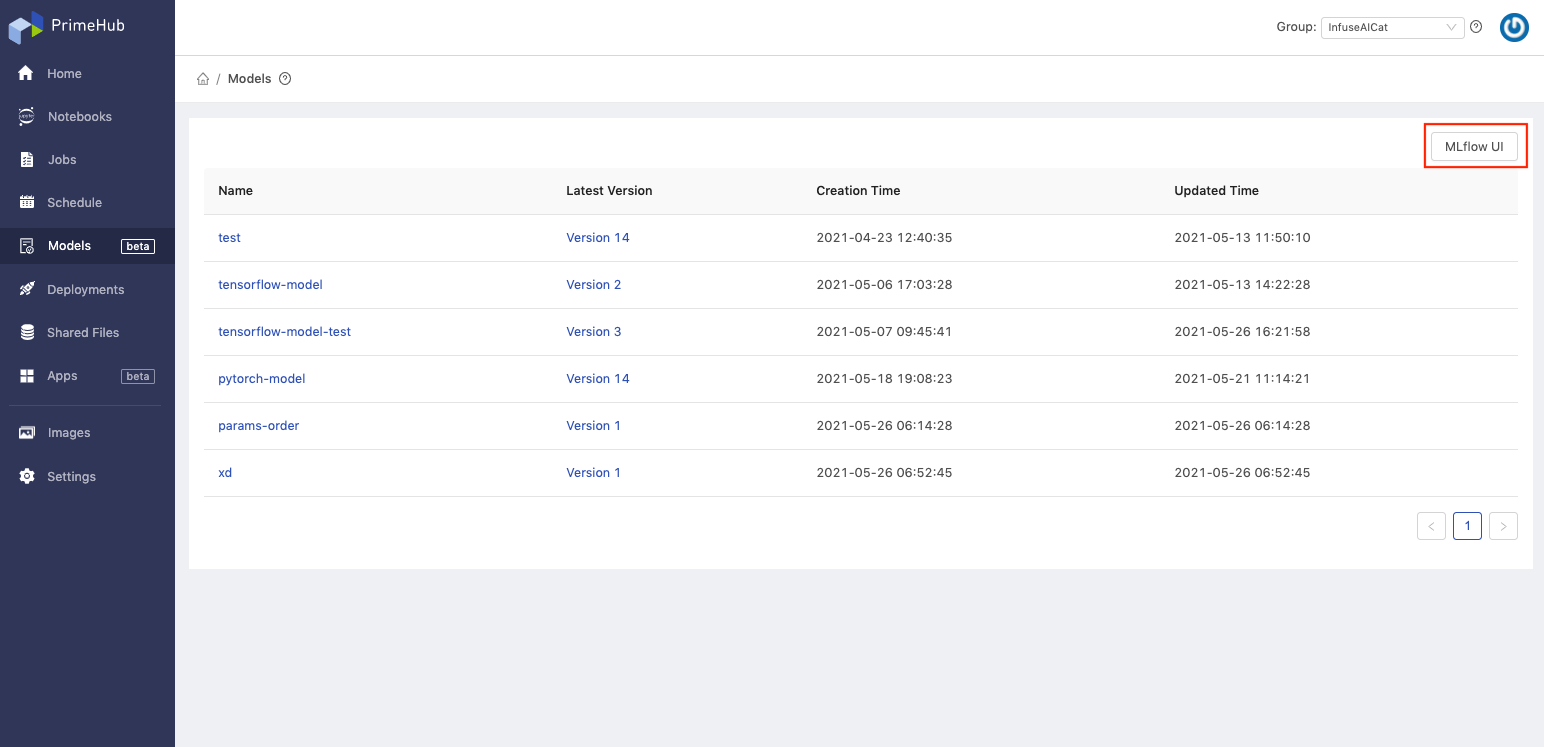 PrimeHub
Group: InfuseAICat
Home
Notebooks
Jobs
Schedule
Models beta
Deployments
Shared Files
Apps beta
Images
Settings
/ Models
MLflow UI
Name Latest Version Creation Time Updated Time
test Version 14 2021-04-23 12:40:35 2021-05-13 11:50:10
tensorflow-model Version 2 2021-05-06 17:03:28 2021-05-13 14:22:28
tensorflow-model-test Version 3 2021-05-07 09:45:41 2021-05-26 16:21:58
pytorch-model Version 14 2021-05-18 19:08:23 2021-05-21 11:14:21
params-order Version 1 2021-05-26 06:14:28 2021-05-26 06:14:28
xd Version 1 2021-05-26 06:52:45 2021-05-26 06:52:45
< 1 >